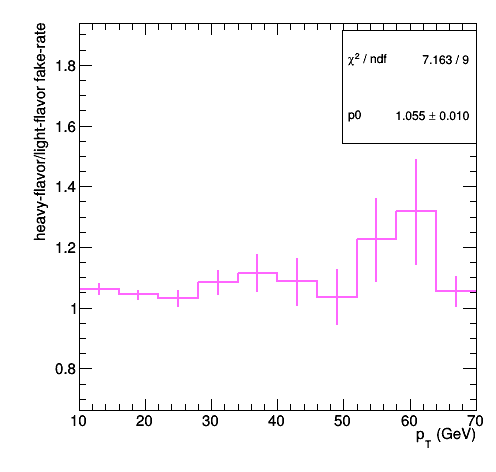 heavy-flavor/light-flavor fake-rate
χ² / ndf 7.163 / 9
p0 1.055 ± 0.010
1.8
1.6
1.4
1.2
1
0.8
10 20 30 40 50 60 70
p_T (GeV)